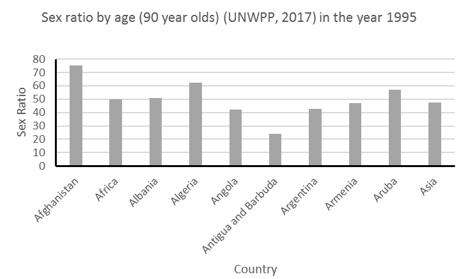 Sex ratio by age (90 year olds) (UNWPP, 2017) in the year 1995
80
70
60
50
40
30
20
10
0
Sex Ratio
Afghanistan
Africa
Albania
Algeria
Angola
Antigua and Barbuda
Argentina
Armenia
Aruba
Asia
Country